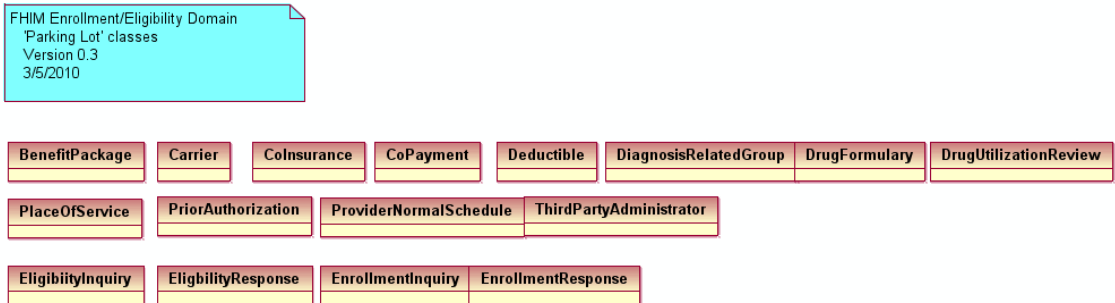 FHIM Enrollment/Eligibility Domain
'Parking Lot' classes
Version 0.3
3/5/2010
BenefitPackage Carrier CoInsurance CoPayment Deductible DiagnosisRelatedGroup DrugFormulary DrugUtilizationReview
PlaceOfService PriorAuthorization ProviderNormalSchedule ThirdPartyAdministrator
EligibiityInquiry EligbilityResponse EnrollmentInquiry EnrollmentResponse